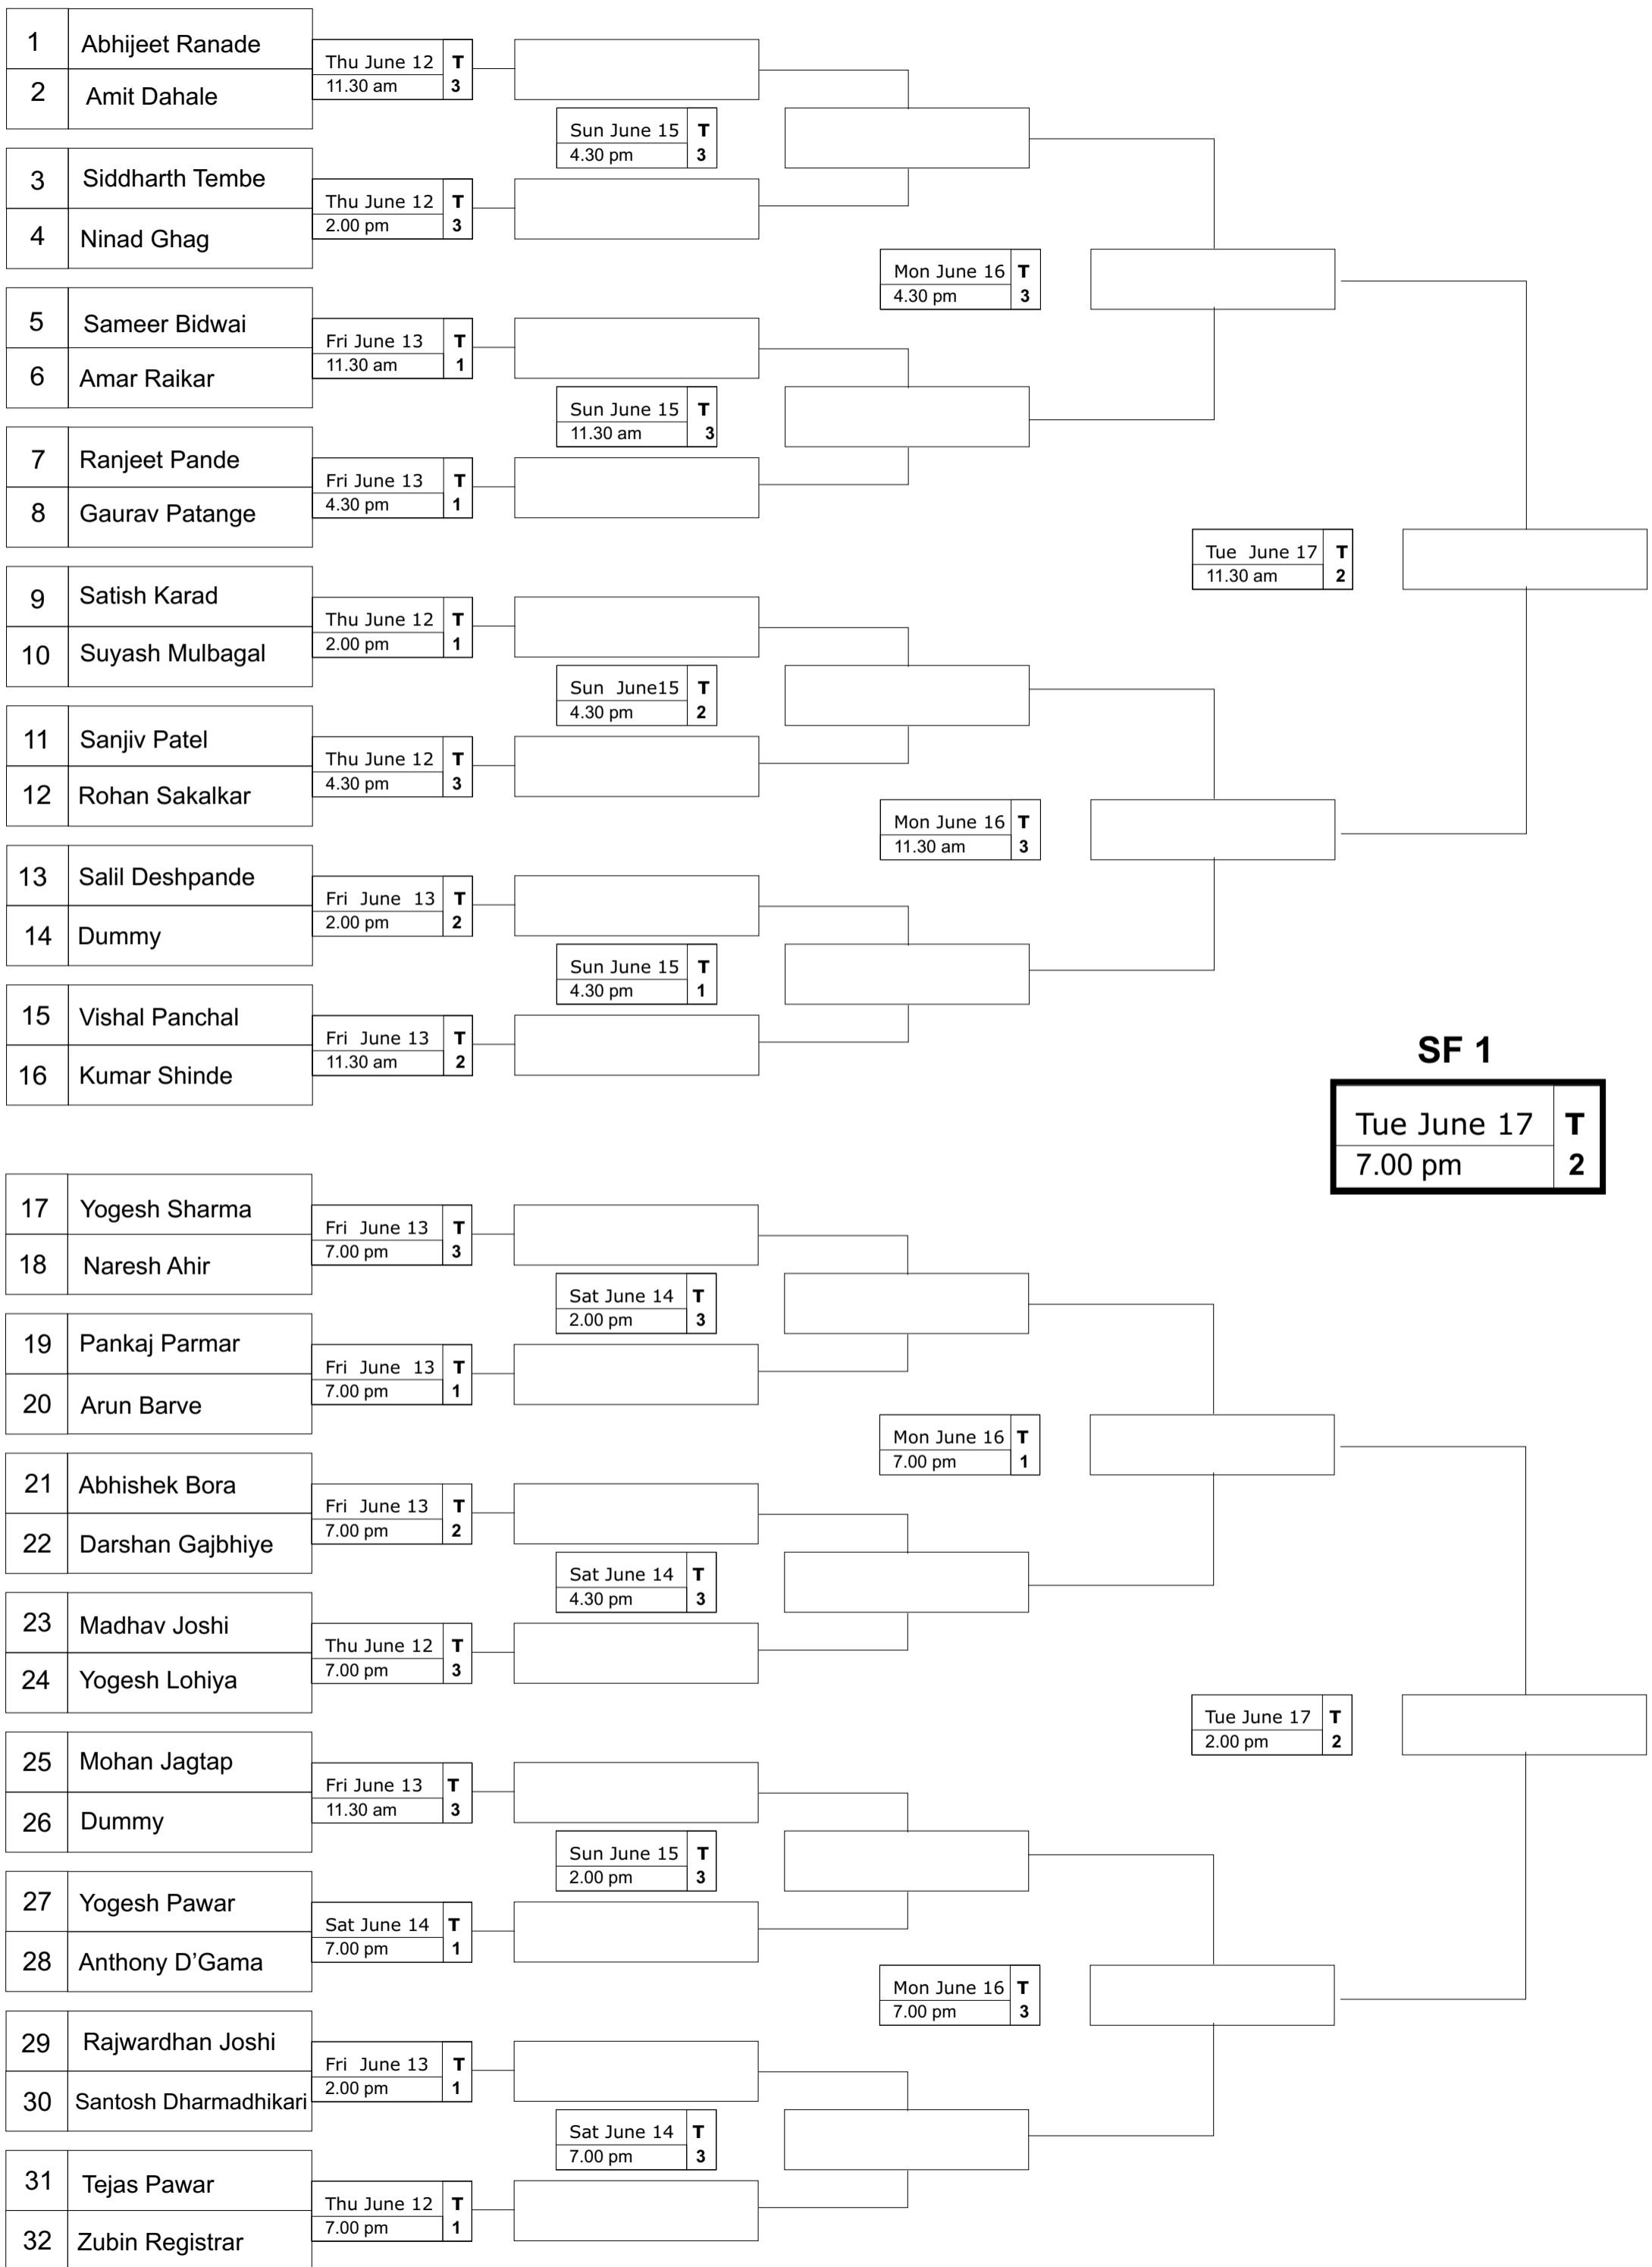 1 Abhijeet Ranade
Thu June 12 T
11.30 am 3
2 Amit Dahale
Sun June 15 T
4.30 pm 3
3 Siddharth Tembe
Thu June 12 T
2.00 pm 3
4 Ninad Ghag
Mon June 16 T
4.30 pm 3
5 Sameer Bidwai
Fri June 13 T
11.30 am 1
6 Amar Raikar
Sun June 15 T
11.30 am 3
7 Ranjeet Pande
Fri June 13 T
4.30 pm 1
8 Gaurav Patange
Tue June 17 T
11.30 am 2
9 Satish Karad
Thu June 12 T
2.00 pm 1
10 Suyash Mulbagal
Sun June15 T
4.30 pm 2
11 Sanjiv Patel
Thu June 12 T
4.30 pm 3
12 Rohan Sakalkar
Mon June 16 T
11.30 am 3
13 Salil Deshpande
Fri June 13 T
2.00 pm 2
14 Dummy
Sun June 15 T
4.30 pm 1
15 Vishal Panchal
Fri June 13 T
11.30 am 2
16 Kumar Shinde
SF 1
Tue June 17 T
7.00 pm 2
17 Yogesh Sharma
Fri June 13 T
7.00 pm 3
18 Naresh Ahir
Sat June 14 T
2.00 pm 3
19 Pankaj Parmar
Fri June 13 T
7.00 pm 1
20 Arun Barve
Mon June 16 T
7.00 pm 1
21 Abhishek Bora
Fri June 13 T
7.00 pm 2
22 Darshan Gajbhiye
Sat June 14 T
4.30 pm 3
23 Madhav Joshi
Thu June 12 T
7.00 pm 3
24 Yogesh Lohiya
Tue June 17 T
2.00 pm 2
25 Mohan Jagtap
Fri June 13 T
11.30 am 3
26 Dummy
Sun June 15 T
2.00 pm 3
27 Yogesh Pawar
Sat June 14 T
7.00 pm 1
28 Anthony D’Gama
Mon June 16 T
7.00 pm 3
29 Rajwardhan Joshi
Fri June 13 T
2.00 pm 1
30 Santosh Dharmadhikari
Sat June 14 T
7.00 pm 3
31 Tejas Pawar
Thu June 12 T
7.00 pm 1
32 Zubin Registrar